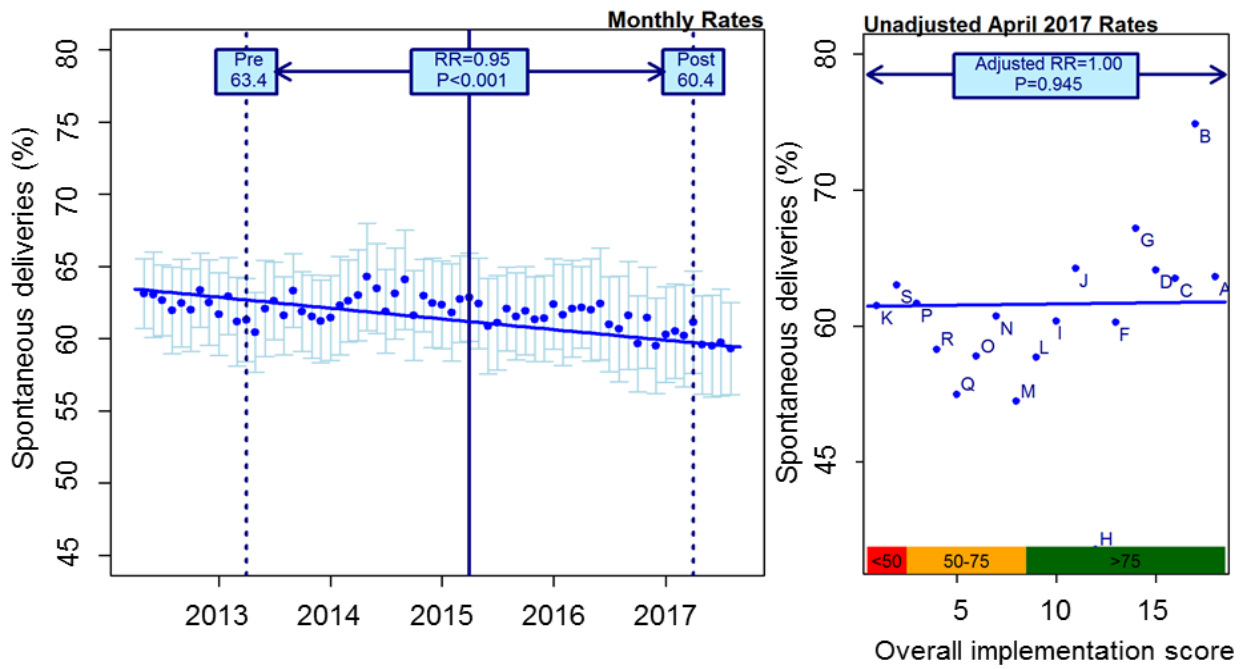 Monthly Rates
Pre
63.4
RR=0.95
P<0.001
Post
60.4
Spontaneous deliveries (%)
80
75
70
65
60
55
50
45
2013
2014
2015
2016
2017
Unadjusted April 2017 Rates
Adjusted RR=1.00
P=0.945
Spontaneous deliveries (%)
80
70
60
45
B
G
J
D
C
A
S
K
P
N
I
F
R
O
L
Q
M
H
<50
50-75
>75
5
10
15
Overall implementation score